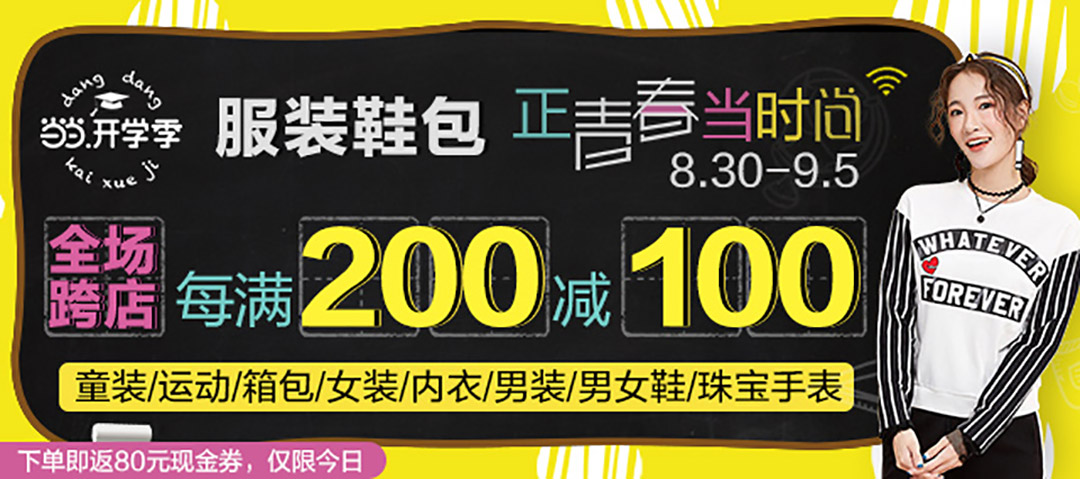 dang dang
当当开学季
kai xue ji
服装鞋包
正青春当时尚
8.30-9.5
全场
跨店
每满200减100
童装/运动/箱包/女装/内衣/男装/男女鞋/珠宝手表
下单即返80元现金券，仅限今日
WHATEVER
FOREVER